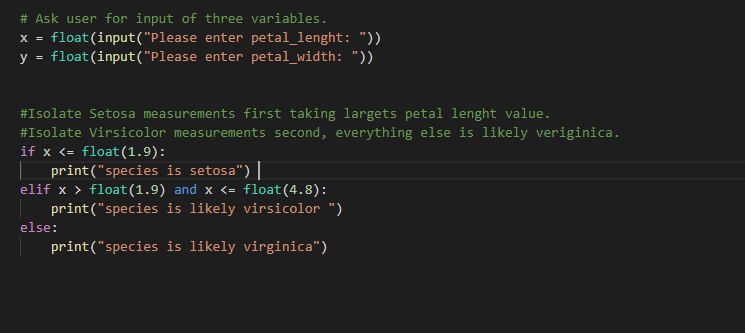 # Ask user for input of three variables.
x = float(input("Please enter petal_lenght: "))
y = float(input("Please enter petal_width: "))
#Isolate Setosa measurements first taking largets petal lenght value.
#Isolate Virsicolor measurements second, everything else is likely veriginica.
if x <= float(1.9):
    print("species is setosa")
elif x > float(1.9) and x <= float(4.8):
    print("species is likely virsicolor ")
else:
    print("species is likely virginica")